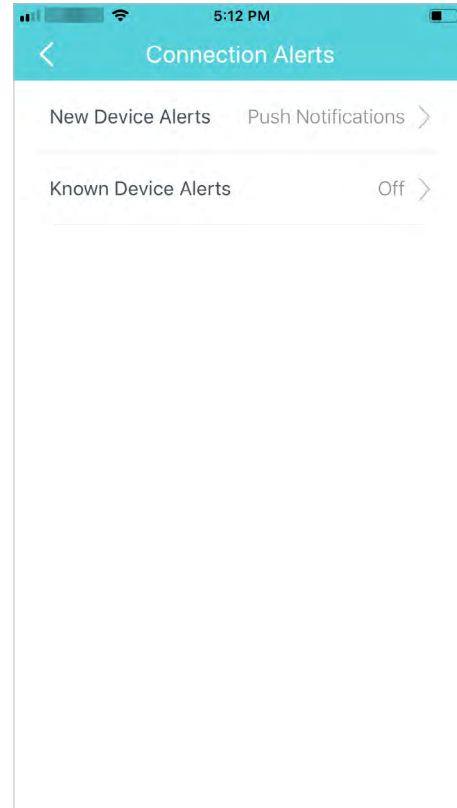 5:12 PM
Connection Alerts
New Device Alerts Push Notifications
Known Device Alerts Off